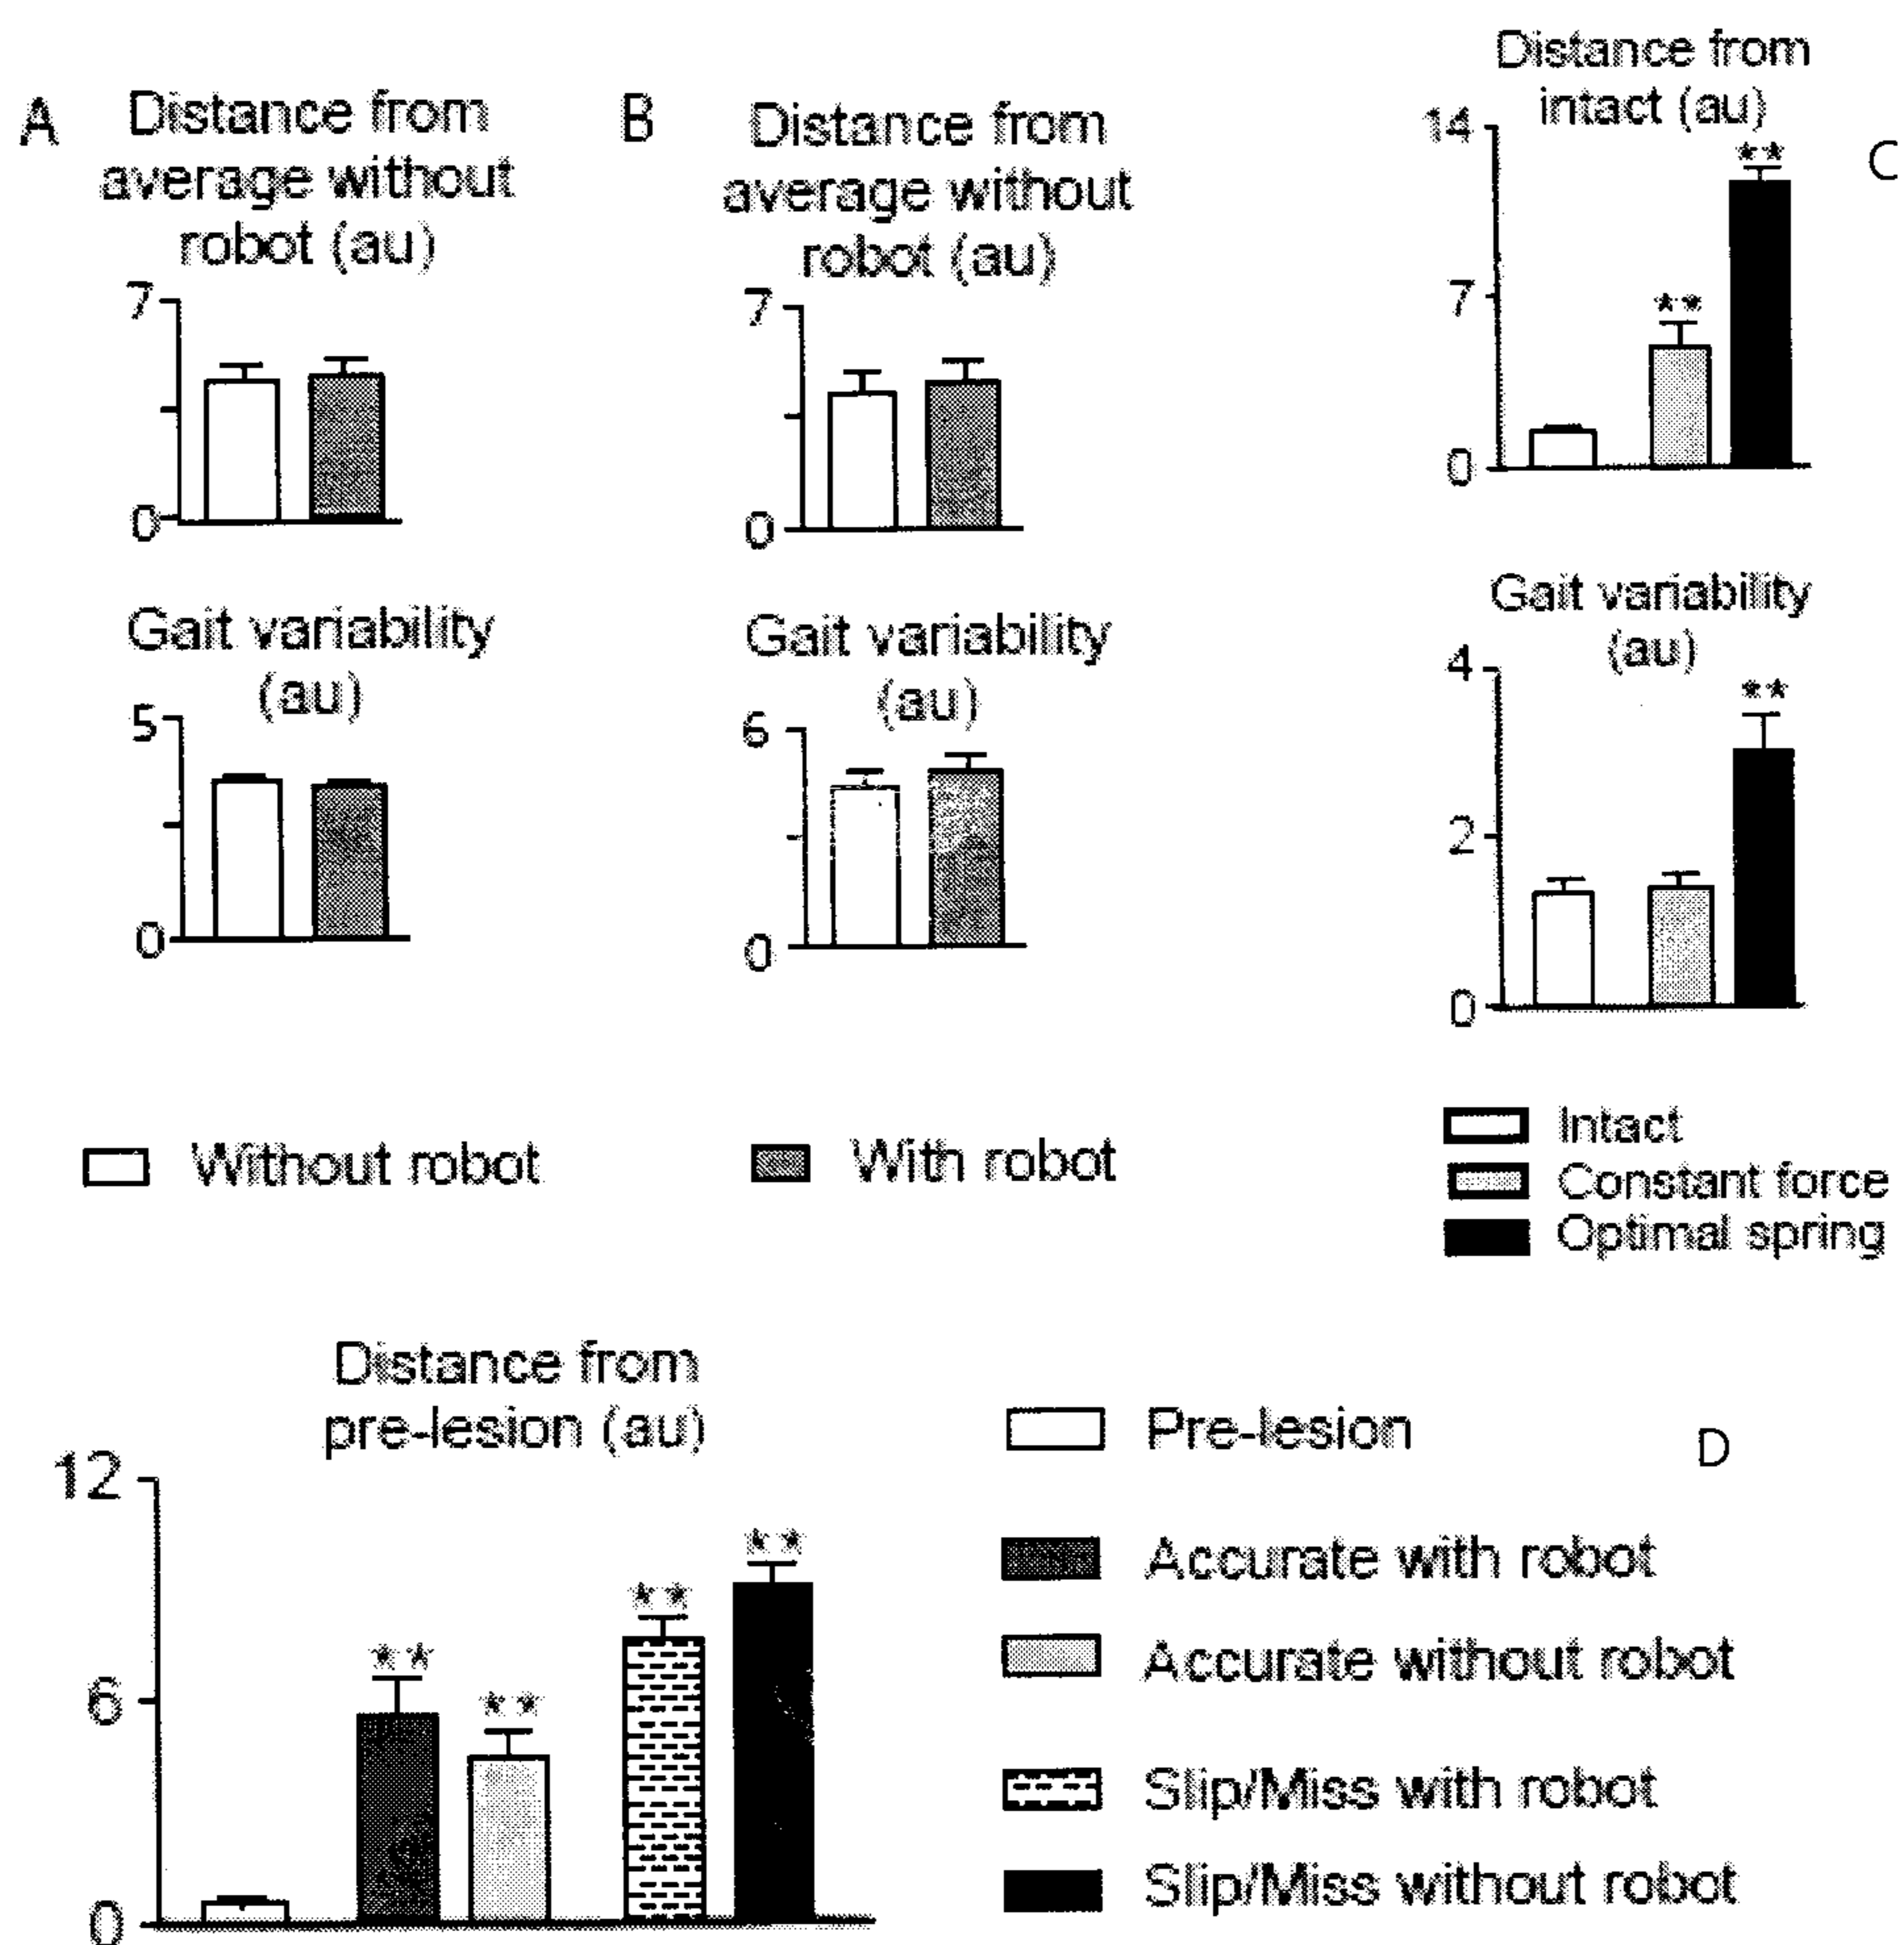 A
Distance from
average without
robot (au)
7
0
Gait variability
(au)
5
0
B
Distance from
average without
robot (au)
7
0
Gait variability
(au)
6
0
C
Distance from
intact (au)
14
**
7
**
0
Gait variability
(au)
4
**
2
0
Without robot
With robot
Intact
Constant force
Optimal spring
D
Distance from
pre-lesion (au)
12
**
**
**
**
6
0
Pre-lesion
Accurate with robot
Accurate without robot
Slip/Miss with robot
Slip/Miss without robot